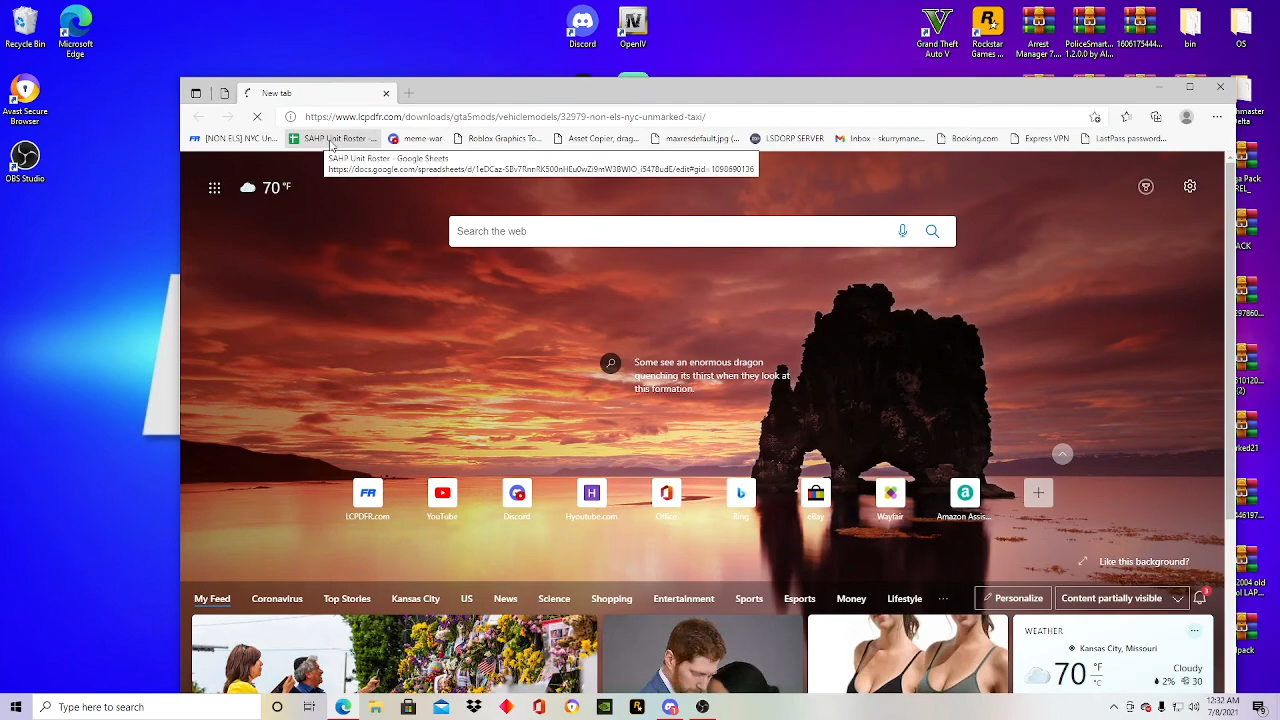 Recycle Bin
Microsoft Edge
Discord
OpenIV
Grand Theft Auto V
Rockstar Games ...
Arrest Manager 7....
PoliceSmart... 1.2.0.0 by Al...
1606175444...
bin
OS
Avast Secure Browser
OBS Studio
New tab
https://www.lcpdfr.com/downloads/gta5mods/vehiclemodels/32979-non-els-nyc-unmarked-taxi/
[NON ELS] NYC Un...
SAHP Unit Roster -...
meme-war
Roblox Graphics T...
Asset Copier, drag...
maxresdefault.jpg (...
LSDORP SERVER
Inbox - skurrymane...
Booking.com
Express VPN
LastPass password...
SAHP Unit Roster - Google Sheets
70 °F
Search the web
Some see an enormous dragon
quenching its thirst when they look at
this formation.
LCPDFR.com
YouTube
Discord
Hyoutube.com
Office
Bing
eBay
Wayfair
Amazon Assis...
Like this background?
My Feed
Coronavirus
Top Stories
Kansas City
US
News
Science
Shopping
Entertainment
Sports
Esports
Money
Lifestyle
Personalize
Content partially visible
3
WEATHER
Kansas City, Missouri
70 °F °C
Cloudy
2% 30
Type here to search
12:32 AM
7/8/2021